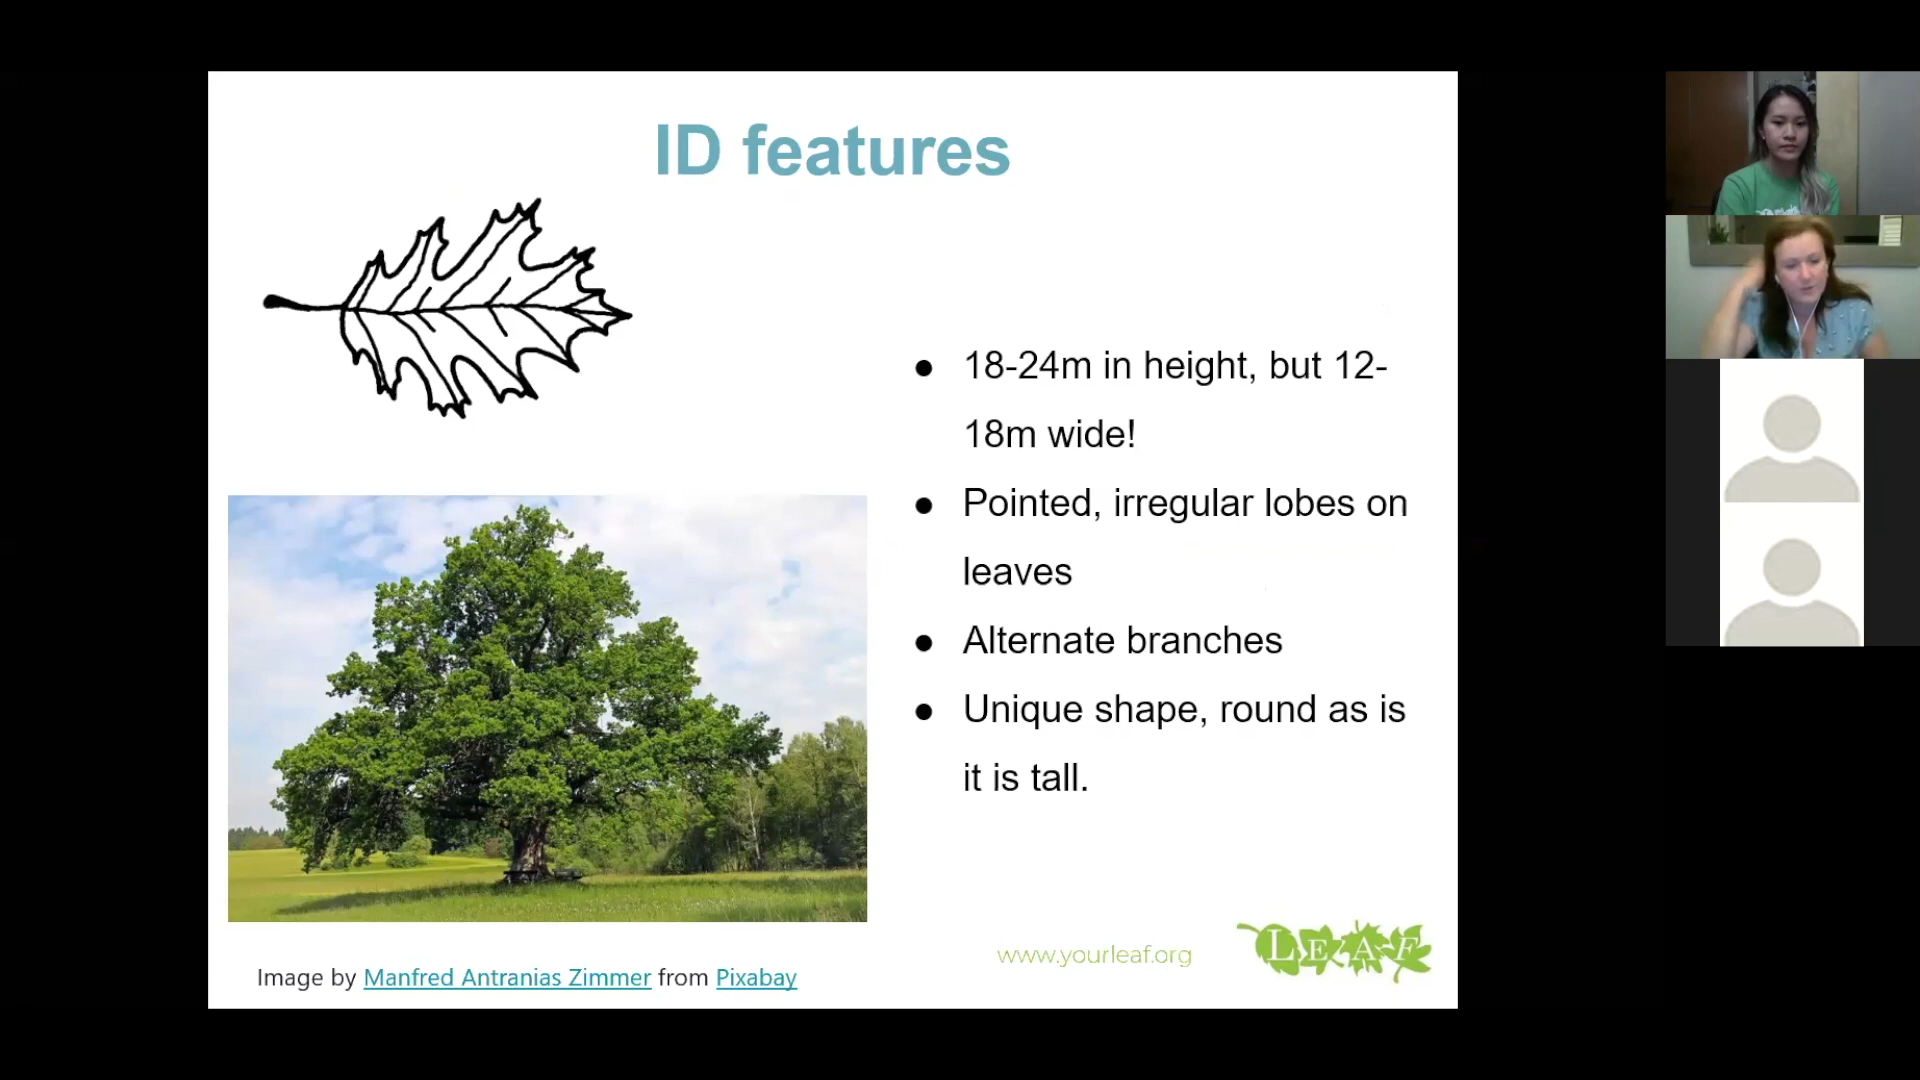 ID features
● 18-24m in height, but 12-
18m wide!
● Pointed, irregular lobes on
leaves
● Alternate branches
● Unique shape, round as is
it is tall.
www.yourleaf.org
LEAF
Image by Manfred Antranias Zimmer from Pixabay